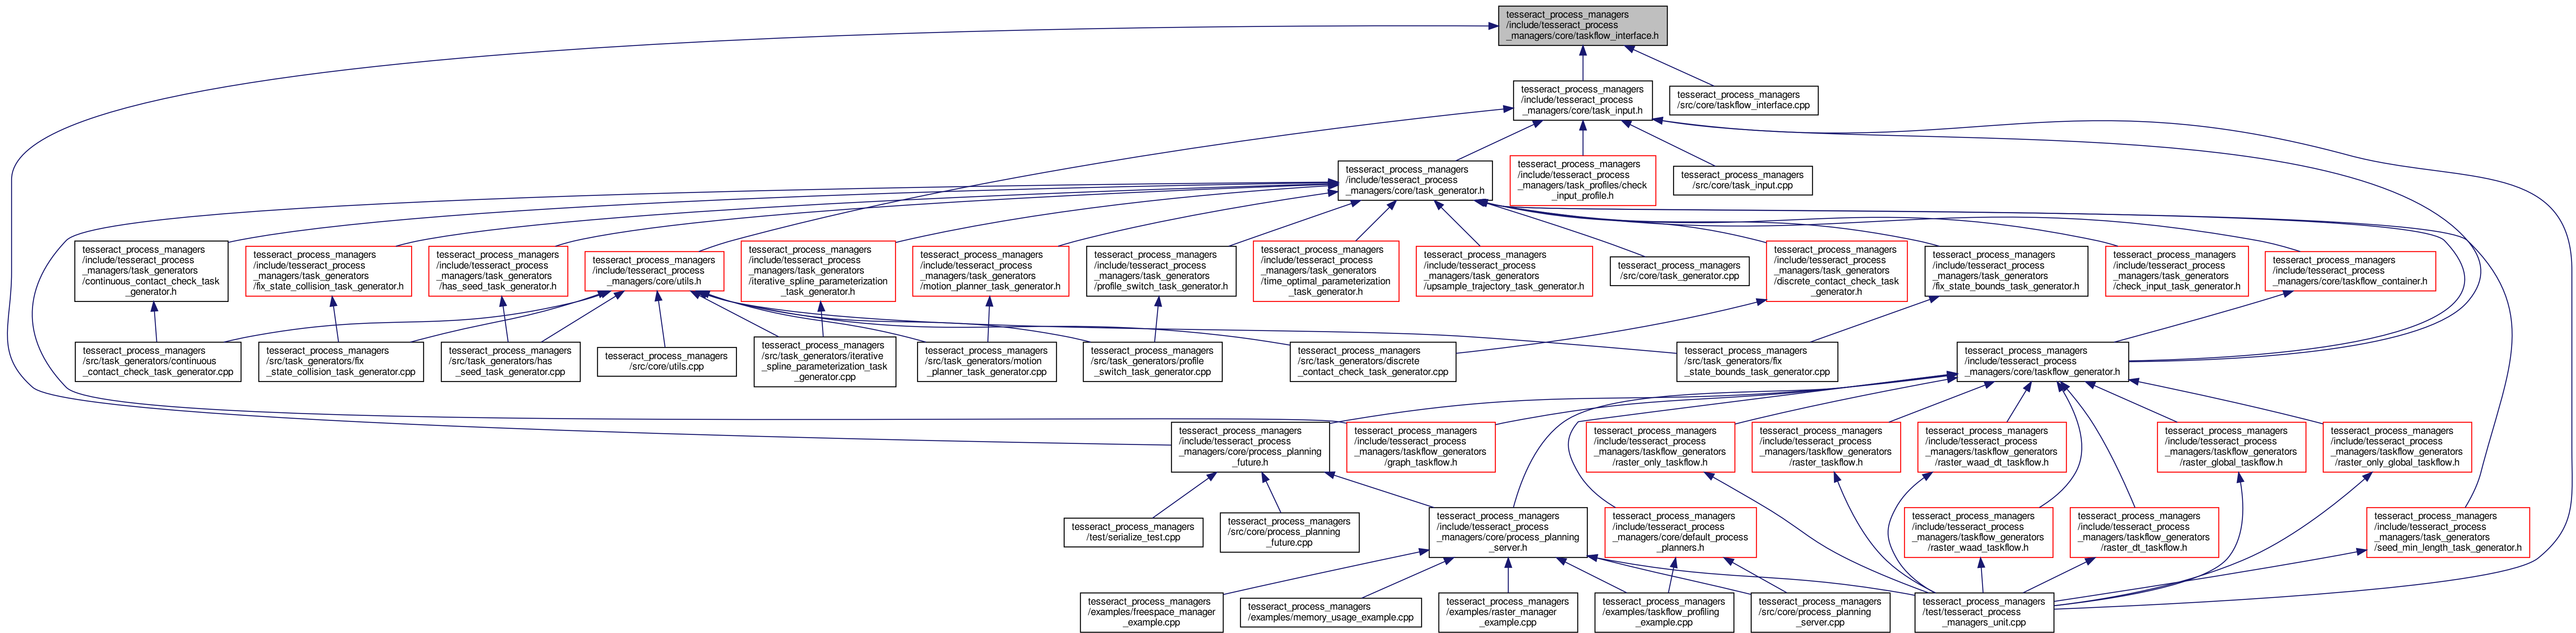 tesseract_process_managers
/include/tesseract_process
_managers/core/taskflow_interface.h
tesseract_process_managers
/include/tesseract_process
_managers/core/task_input.h
tesseract_process_managers
/src/core/taskflow_interface.cpp
tesseract_process_managers
/include/tesseract_process
_managers/core/task_generator.h
tesseract_process_managers
/include/tesseract_process
_managers/task_profiles/check
_input_profile.h
tesseract_process_managers
/src/core/task_input.cpp
tesseract_process_managers
/include/tesseract_process
_managers/task_generators
/continuous_contact_check_task
_generator.h
tesseract_process_managers
/include/tesseract_process
_managers/task_generators
/fix_state_collision_task_generator.h
tesseract_process_managers
/include/tesseract_process
_managers/task_generators
/has_seed_task_generator.h
tesseract_process_managers
/include/tesseract_process
_managers/core/utils.h
tesseract_process_managers
/include/tesseract_process
_managers/task_generators
/iterative_spline_parameterization
_task_generator.h
tesseract_process_managers
/include/tesseract_process
_managers/task_generators
/motion_planner_task_generator.h
tesseract_process_managers
/include/tesseract_process
_managers/task_generators
/profile_switch_task_generator.h
tesseract_process_managers
/include/tesseract_process
_managers/task_generators
/time_optimal_parameterization
_task_generator.h
tesseract_process_managers
/include/tesseract_process
_managers/task_generators
/upsample_trajectory_task_generator.h
tesseract_process_managers
/src/core/task_generator.cpp
tesseract_process_managers
/include/tesseract_process
_managers/task_generators
/discrete_contact_check_task
_generator.h
tesseract_process_managers
/include/tesseract_process
_managers/task_generators
/fix_state_bounds_task_generator.h
tesseract_process_managers
/include/tesseract_process
_managers/task_generators
/check_input_task_generator.h
tesseract_process_managers
/include/tesseract_process
_managers/core/taskflow_container.h
tesseract_process_managers
/src/task_generators/continuous
_contact_check_task_generator.cpp
tesseract_process_managers
/src/task_generators/fix
_state_collision_task_generator.cpp
tesseract_process_managers
/src/task_generators/has
_seed_task_generator.cpp
tesseract_process_managers
/src/core/utils.cpp
tesseract_process_managers
/src/task_generators/iterative
_spline_parameterization_task
_generator.cpp
tesseract_process_managers
/src/task_generators/motion
_planner_task_generator.cpp
tesseract_process_managers
/src/task_generators/profile
_switch_task_generator.cpp
tesseract_process_managers
/src/task_generators/discrete
_contact_check_task_generator.cpp
tesseract_process_managers
/src/task_generators/fix
_state_bounds_task_generator.cpp
tesseract_process_managers
/include/tesseract_process
_managers/core/taskflow_generator.h
tesseract_process_managers
/include/tesseract_process
_managers/core/process_planning
_future.h
tesseract_process_managers
/include/tesseract_process
_managers/taskflow_generators
/graph_taskflow.h
tesseract_process_managers
/include/tesseract_process
_managers/taskflow_generators
/raster_only_taskflow.h
tesseract_process_managers
/include/tesseract_process
_managers/taskflow_generators
/raster_taskflow.h
tesseract_process_managers
/include/tesseract_process
_managers/taskflow_generators
/raster_waad_dt_taskflow.h
tesseract_process_managers
/include/tesseract_process
_managers/taskflow_generators
/raster_global_taskflow.h
tesseract_process_managers
/include/tesseract_process
_managers/taskflow_generators
/raster_only_global_taskflow.h
tesseract_process_managers
/test/serialize_test.cpp
tesseract_process_managers
/src/core/process_planning
_future.cpp
tesseract_process_managers
/include/tesseract_process
_managers/core/process_planning
_server.h
tesseract_process_managers
/include/tesseract_process
_managers/core/default_process
_planners.h
tesseract_process_managers
/include/tesseract_process
_managers/taskflow_generators
/raster_waad_taskflow.h
tesseract_process_managers
/include/tesseract_process
_managers/taskflow_generators
/raster_dt_taskflow.h
tesseract_process_managers
/include/tesseract_process
_managers/task_generators
/seed_min_length_task_generator.h
tesseract_process_managers
/examples/freespace_manager
_example.cpp
tesseract_process_managers
/examples/memory_usage_example.cpp
tesseract_process_managers
/examples/raster_manager
_example.cpp
tesseract_process_managers
/examples/taskflow_profiling
_example.cpp
tesseract_process_managers
/src/core/process_planning
_server.cpp
tesseract_process_managers
/test/tesseract_process
_managers_unit.cpp